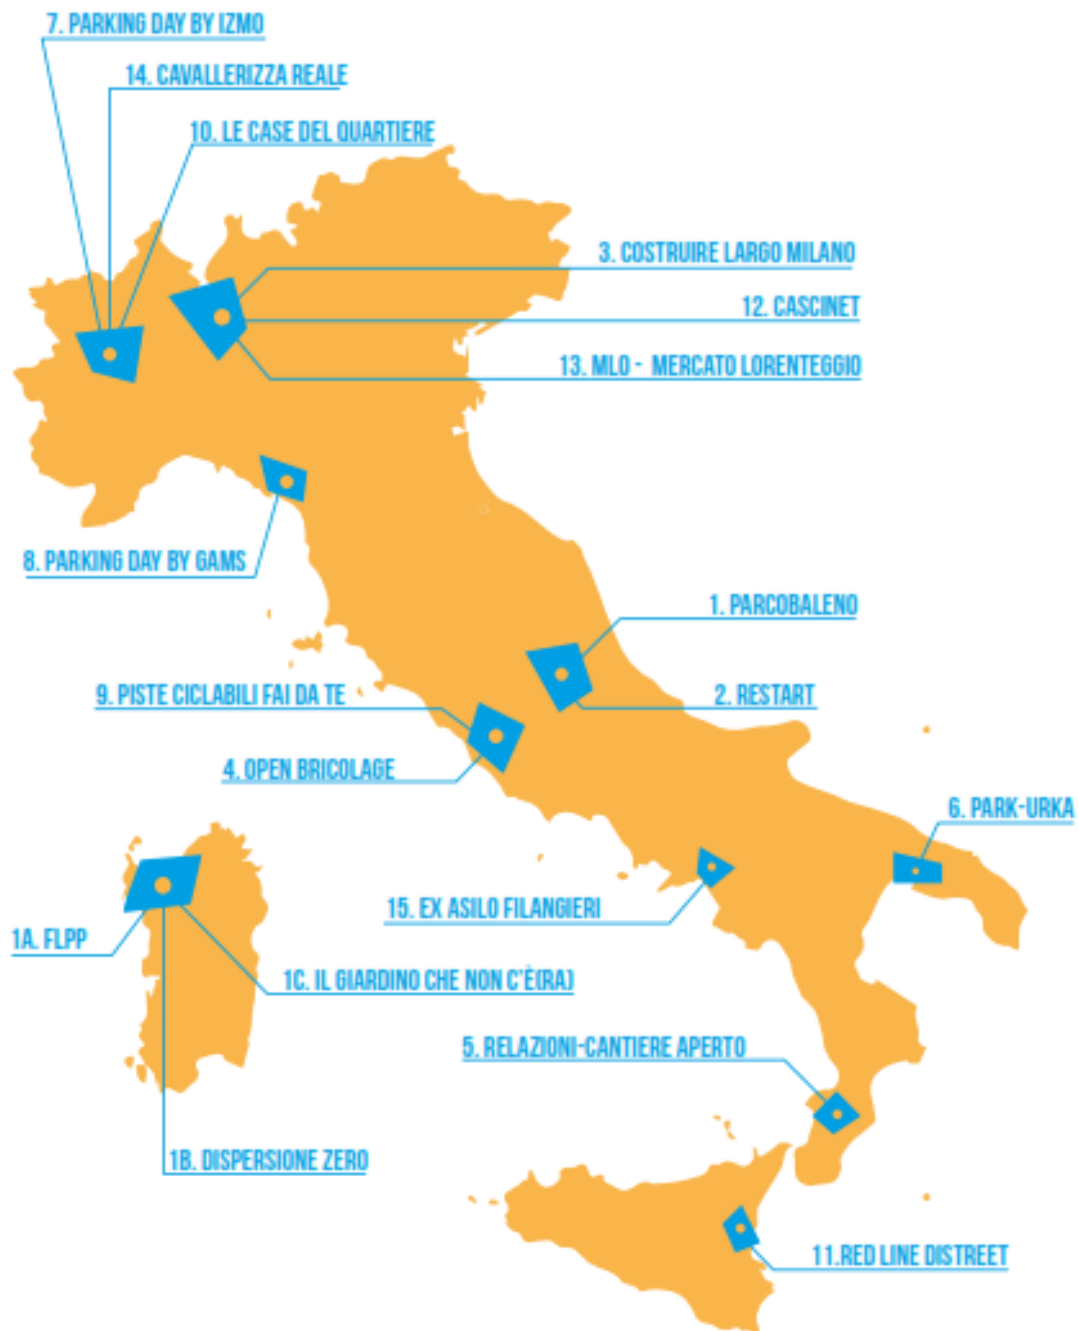 7. PARKING DAY BY IZMO
14. CAVALLERIZZA REALE
10. LE CASE DEL QUARTIERE
3. COSTRUIRE LARGO MILANO
12. CASCINET
13. MLO - MERCATO LORENTEGGIO
8. PARKING DAY BY GAMS
1. PARCOBALENO
9. PISTE CICLABILI FAI DA TE
2. RESTART
4. OPEN BRICOLAGE
6. PARK-URKA
15. EX ASILO FILANGIERI
1A. FLPP
1C. IL GIARDINO CHE NON C'È(RA)
5. RELAZIONI-CANTIERE APERTO
1B. DISPERSIONE ZERO
11.RED LINE DISTREET